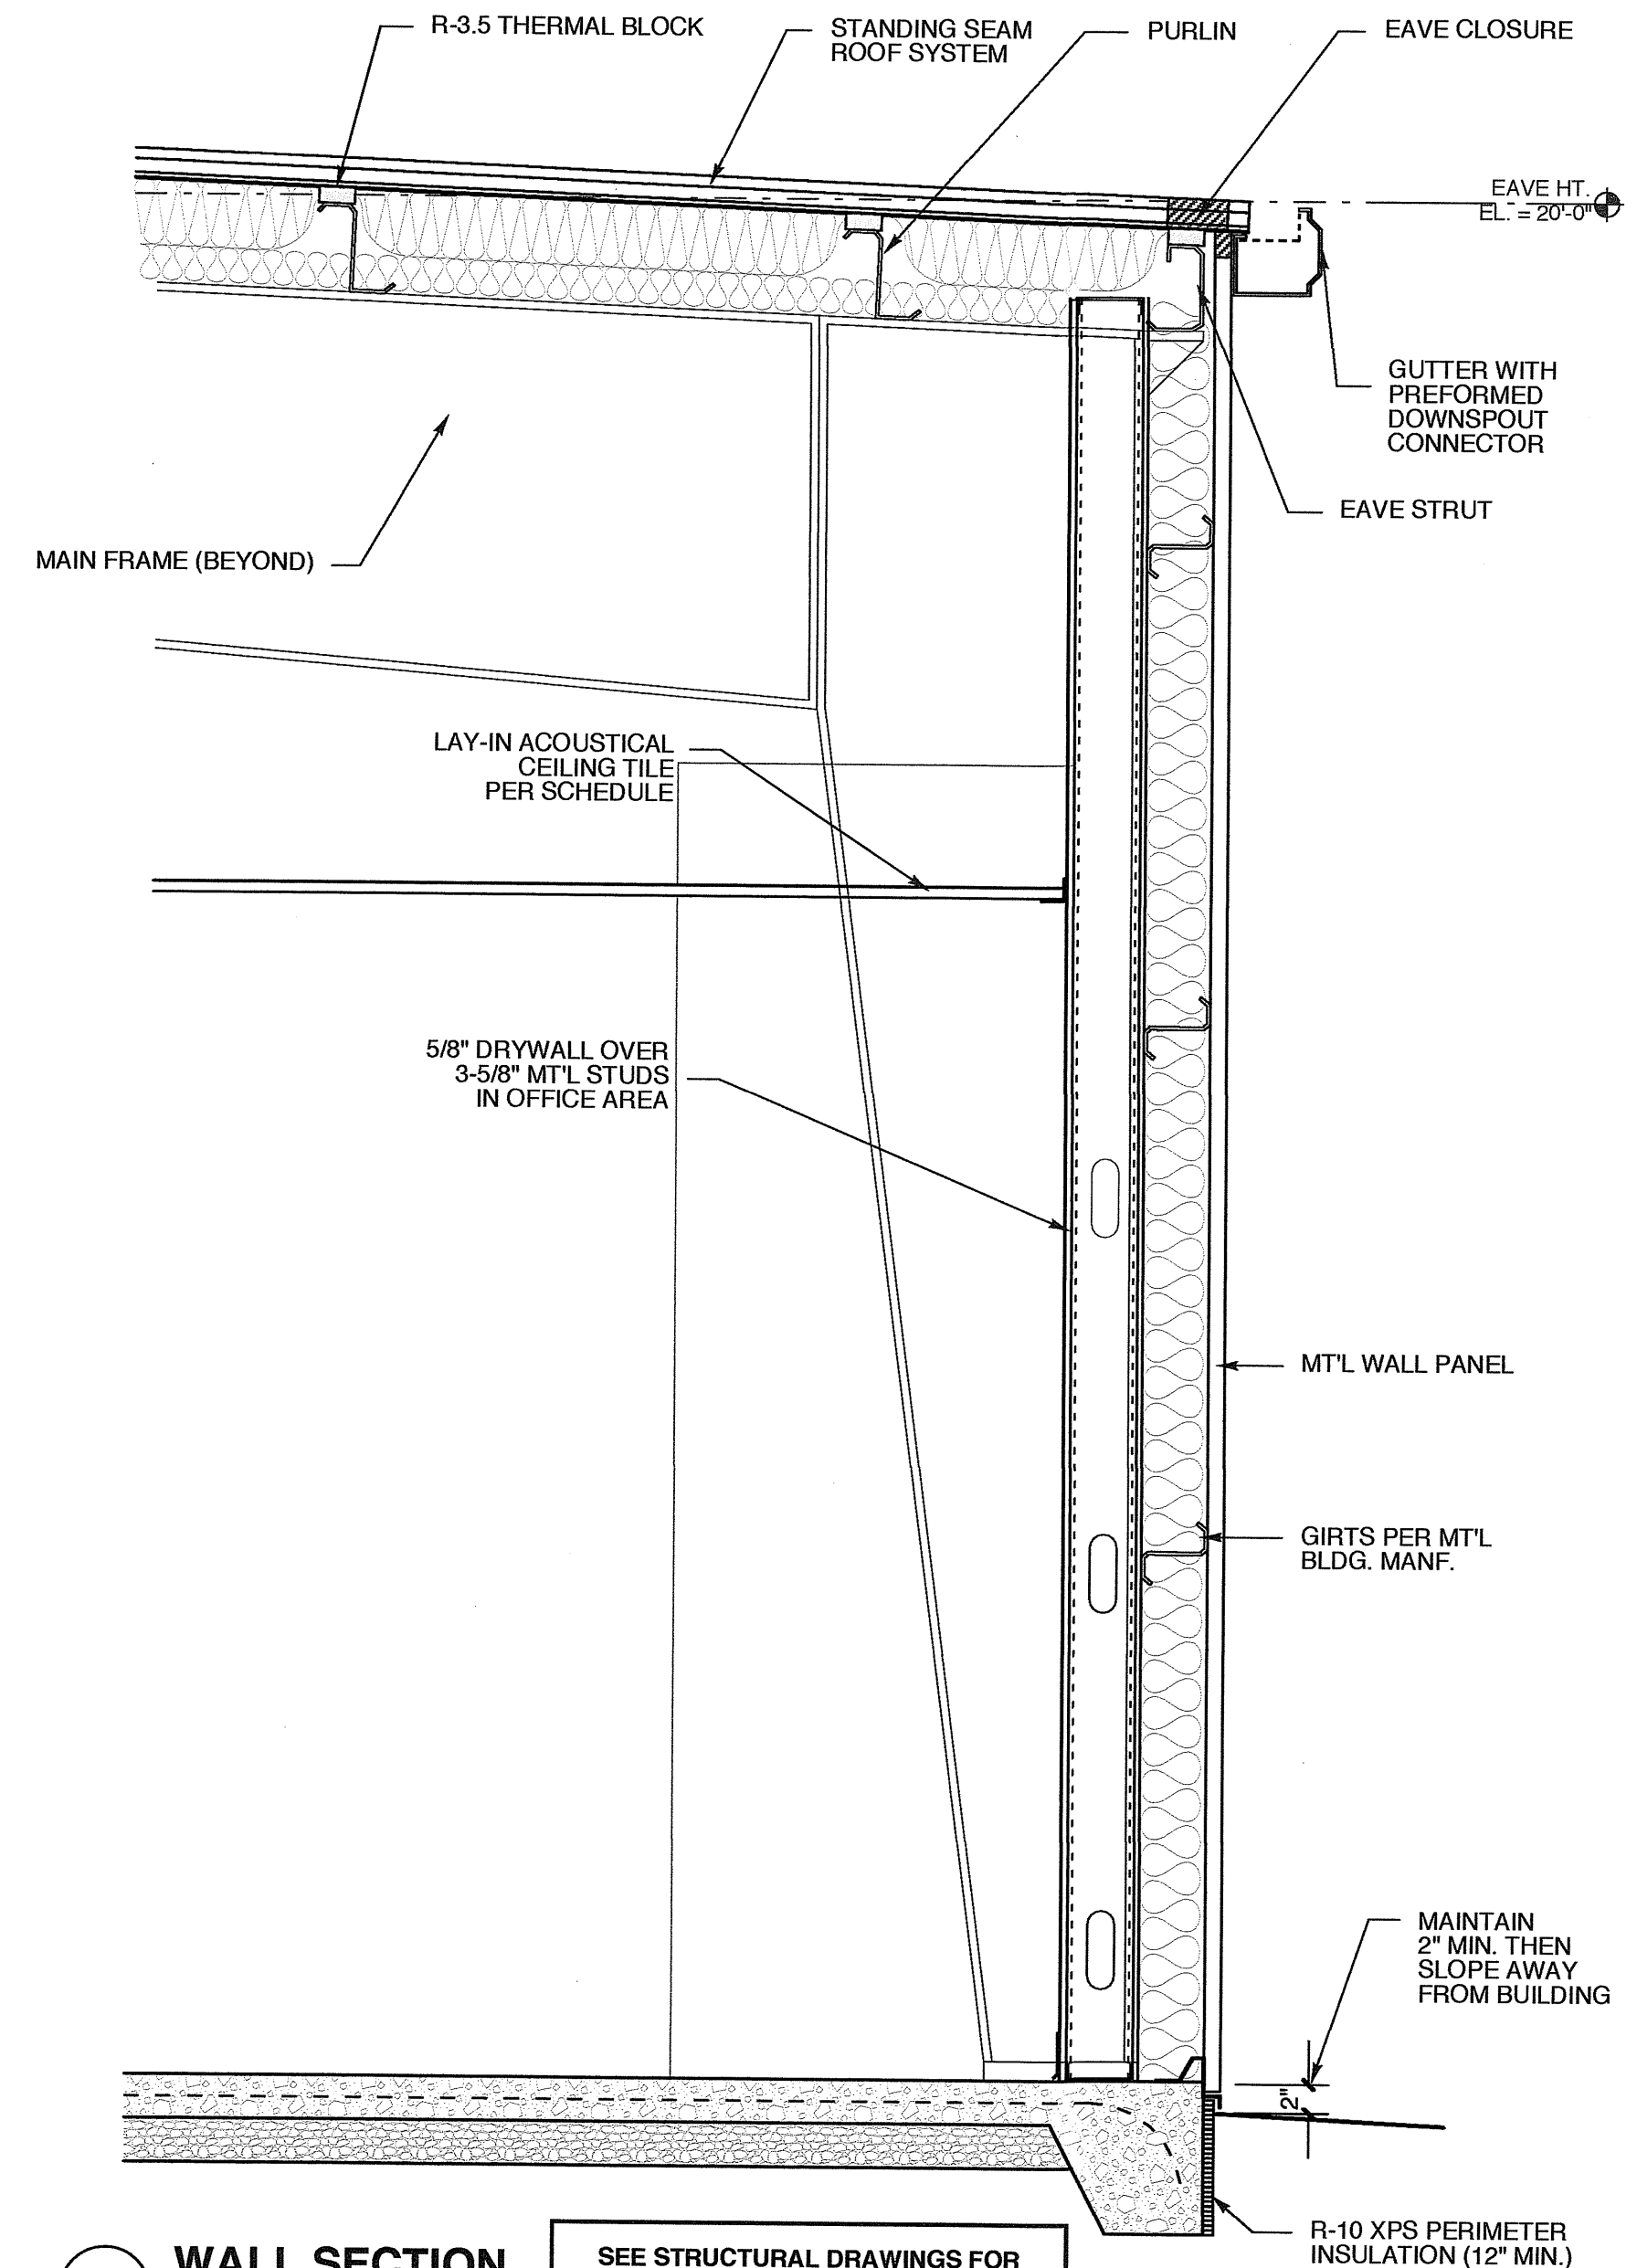 R-3.5 THERMAL BLOCK
STANDING SEAM
ROOF SYSTEM
PURLIN
EAVE CLOSURE
EAVE HT.
EL. = 20'-0"
GUTTER WITH
PREFORMED
DOWNSPOUT
CONNECTOR
EAVE STRUT
MAIN FRAME (BEYOND)
LAY-IN ACOUSTICAL
CEILING TILE
PER SCHEDULE
5/8" DRYWALL OVER
3-5/8" MT'L STUDS
IN OFFICE AREA
MT'L WALL PANEL
GIRTS PER MT'L
BLDG. MANF.
MAINTAIN
2" MIN. THEN
SLOPE AWAY
FROM BUILDING
2"
R-10 XPS PERIMETER
INSULATION (12" MIN.)
WALL SECTION
SEE STRUCTURAL DRAWINGS FOR